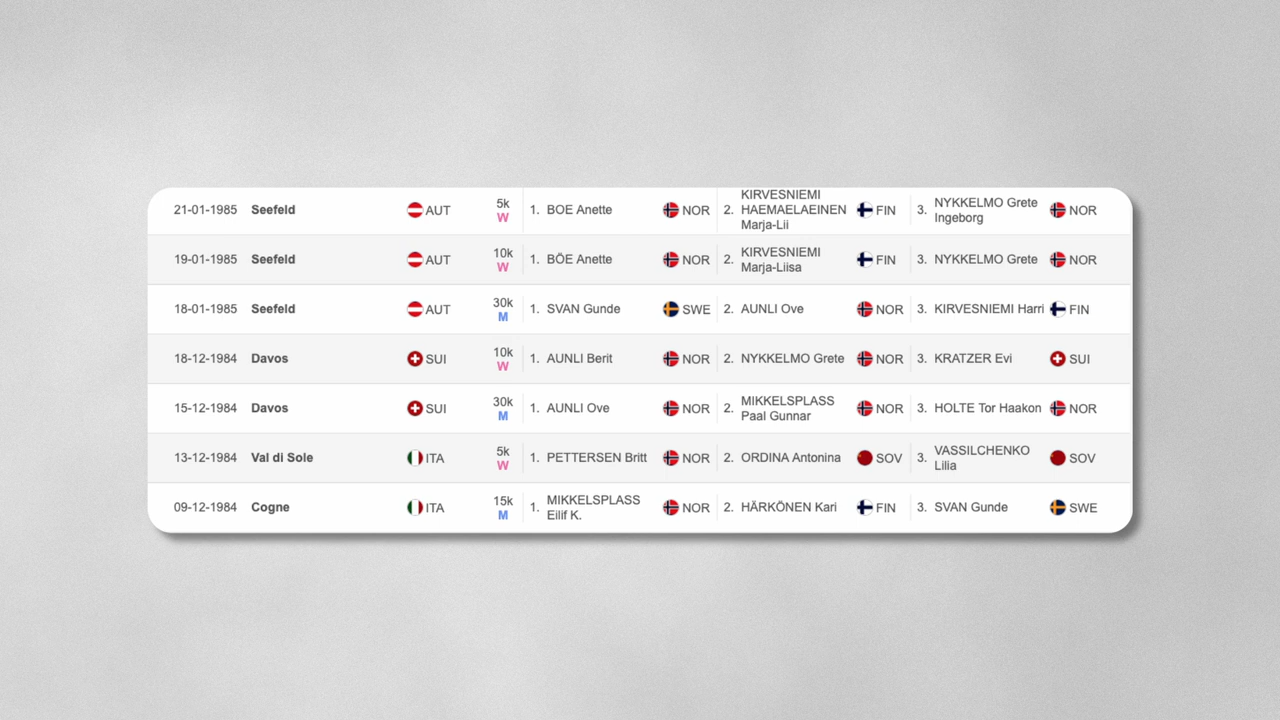 21-01-1985 Seefeld AUT 5k W 1. BOE Anette NOR 2. KIRVESNIEMI HAEMAELAEINEN Marja-Lii FIN 3. NYKKELMO Grete Ingeborg NOR
19-01-1985 Seefeld AUT 10k W 1. BÖE Anette NOR 2. KIRVESNIEMI Marja-Liisa FIN 3. NYKKELMO Grete NOR
18-01-1985 Seefeld AUT 30k M 1. SVAN Gunde SWE 2. AUNLI Ove NOR 3. KIRVESNIEMI Harri FIN
18-12-1984 Davos SUI 10k W 1. AUNLI Berit NOR 2. NYKKELMO Grete NOR 3. KRATZER Evi SUI
15-12-1984 Davos SUI 30k M 1. AUNLI Ove NOR 2. MIKKELSPLASS Paal Gunnar NOR 3. HOLTE Tor Haakon NOR
13-12-1984 Val di Sole ITA 5k W 1. PETTERSEN Britt NOR 2. ORDINA Antonina SOV 3. VASSILCHENKO Lilia SOV
09-12-1984 Cogne ITA 15k M 1. MIKKELSPLASS Eilif K. NOR 2. HÄRKÖNEN Kari FIN 3. SVAN Gunde SWE